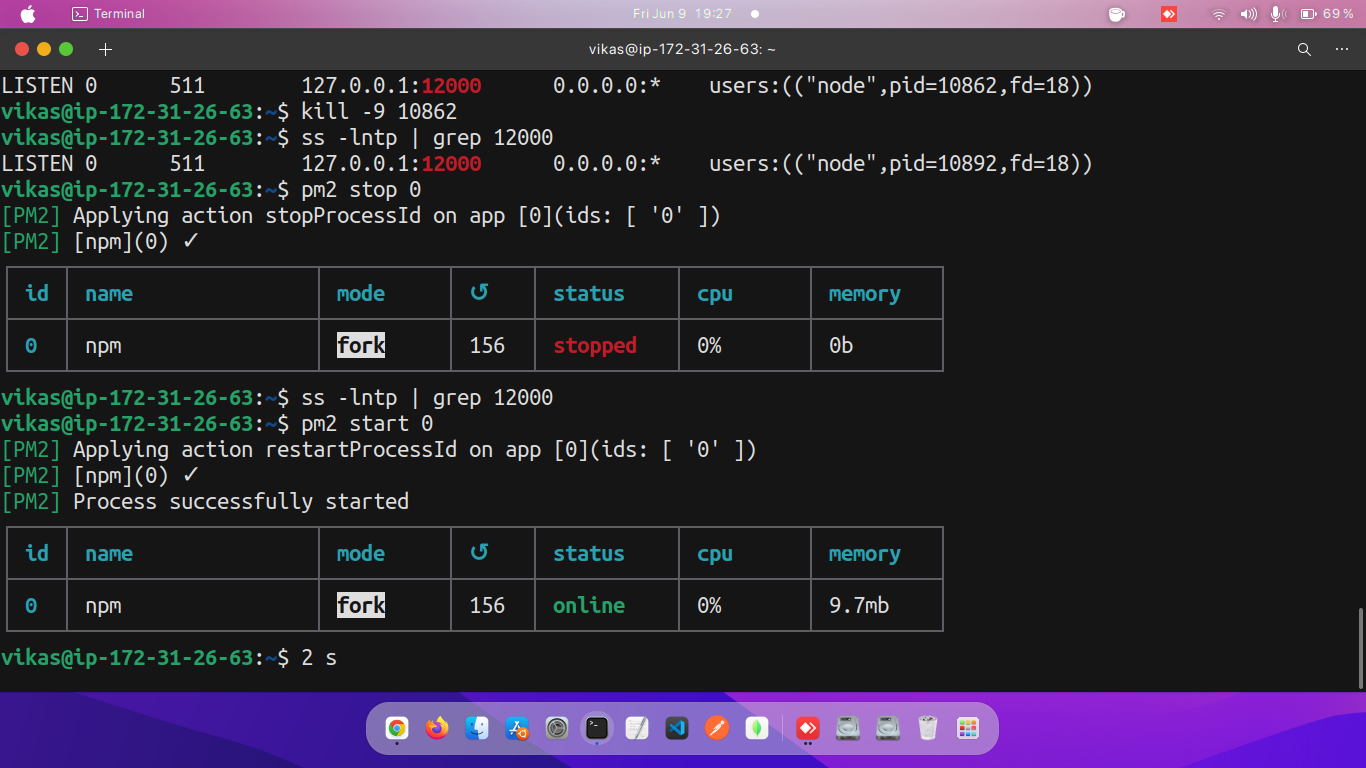 Terminal
Fri Jun 9 19:27
69 %
vikas@ip-172-31-26-63: ~
LISTEN 0      511        127.0.0.1:12000      0.0.0.0:*    users:(("node",pid=10862,fd=18))
vikas@ip-172-31-26-63:~$ kill -9 10862
vikas@ip-172-31-26-63:~$ ss -lntp | grep 12000
LISTEN 0      511        127.0.0.1:12000      0.0.0.0:*    users:(("node",pid=10892,fd=18))
vikas@ip-172-31-26-63:~$ pm2 stop 0
[PM2] Applying action stopProcessId on app [0](ids: [ '0' ])
[PM2] [npm](0) ✓
id name mode ↺ status cpu memory
0 npm fork 156 stopped 0% 0b
vikas@ip-172-31-26-63:~$ ss -lntp | grep 12000
vikas@ip-172-31-26-63:~$ pm2 start 0
[PM2] Applying action restartProcessId on app [0](ids: [ '0' ])
[PM2] [npm](0) ✓
[PM2] Process successfully started
id name mode ↺ status cpu memory
0 npm fork 156 online 0% 9.7mb
vikas@ip-172-31-26-63:~$ 2 s